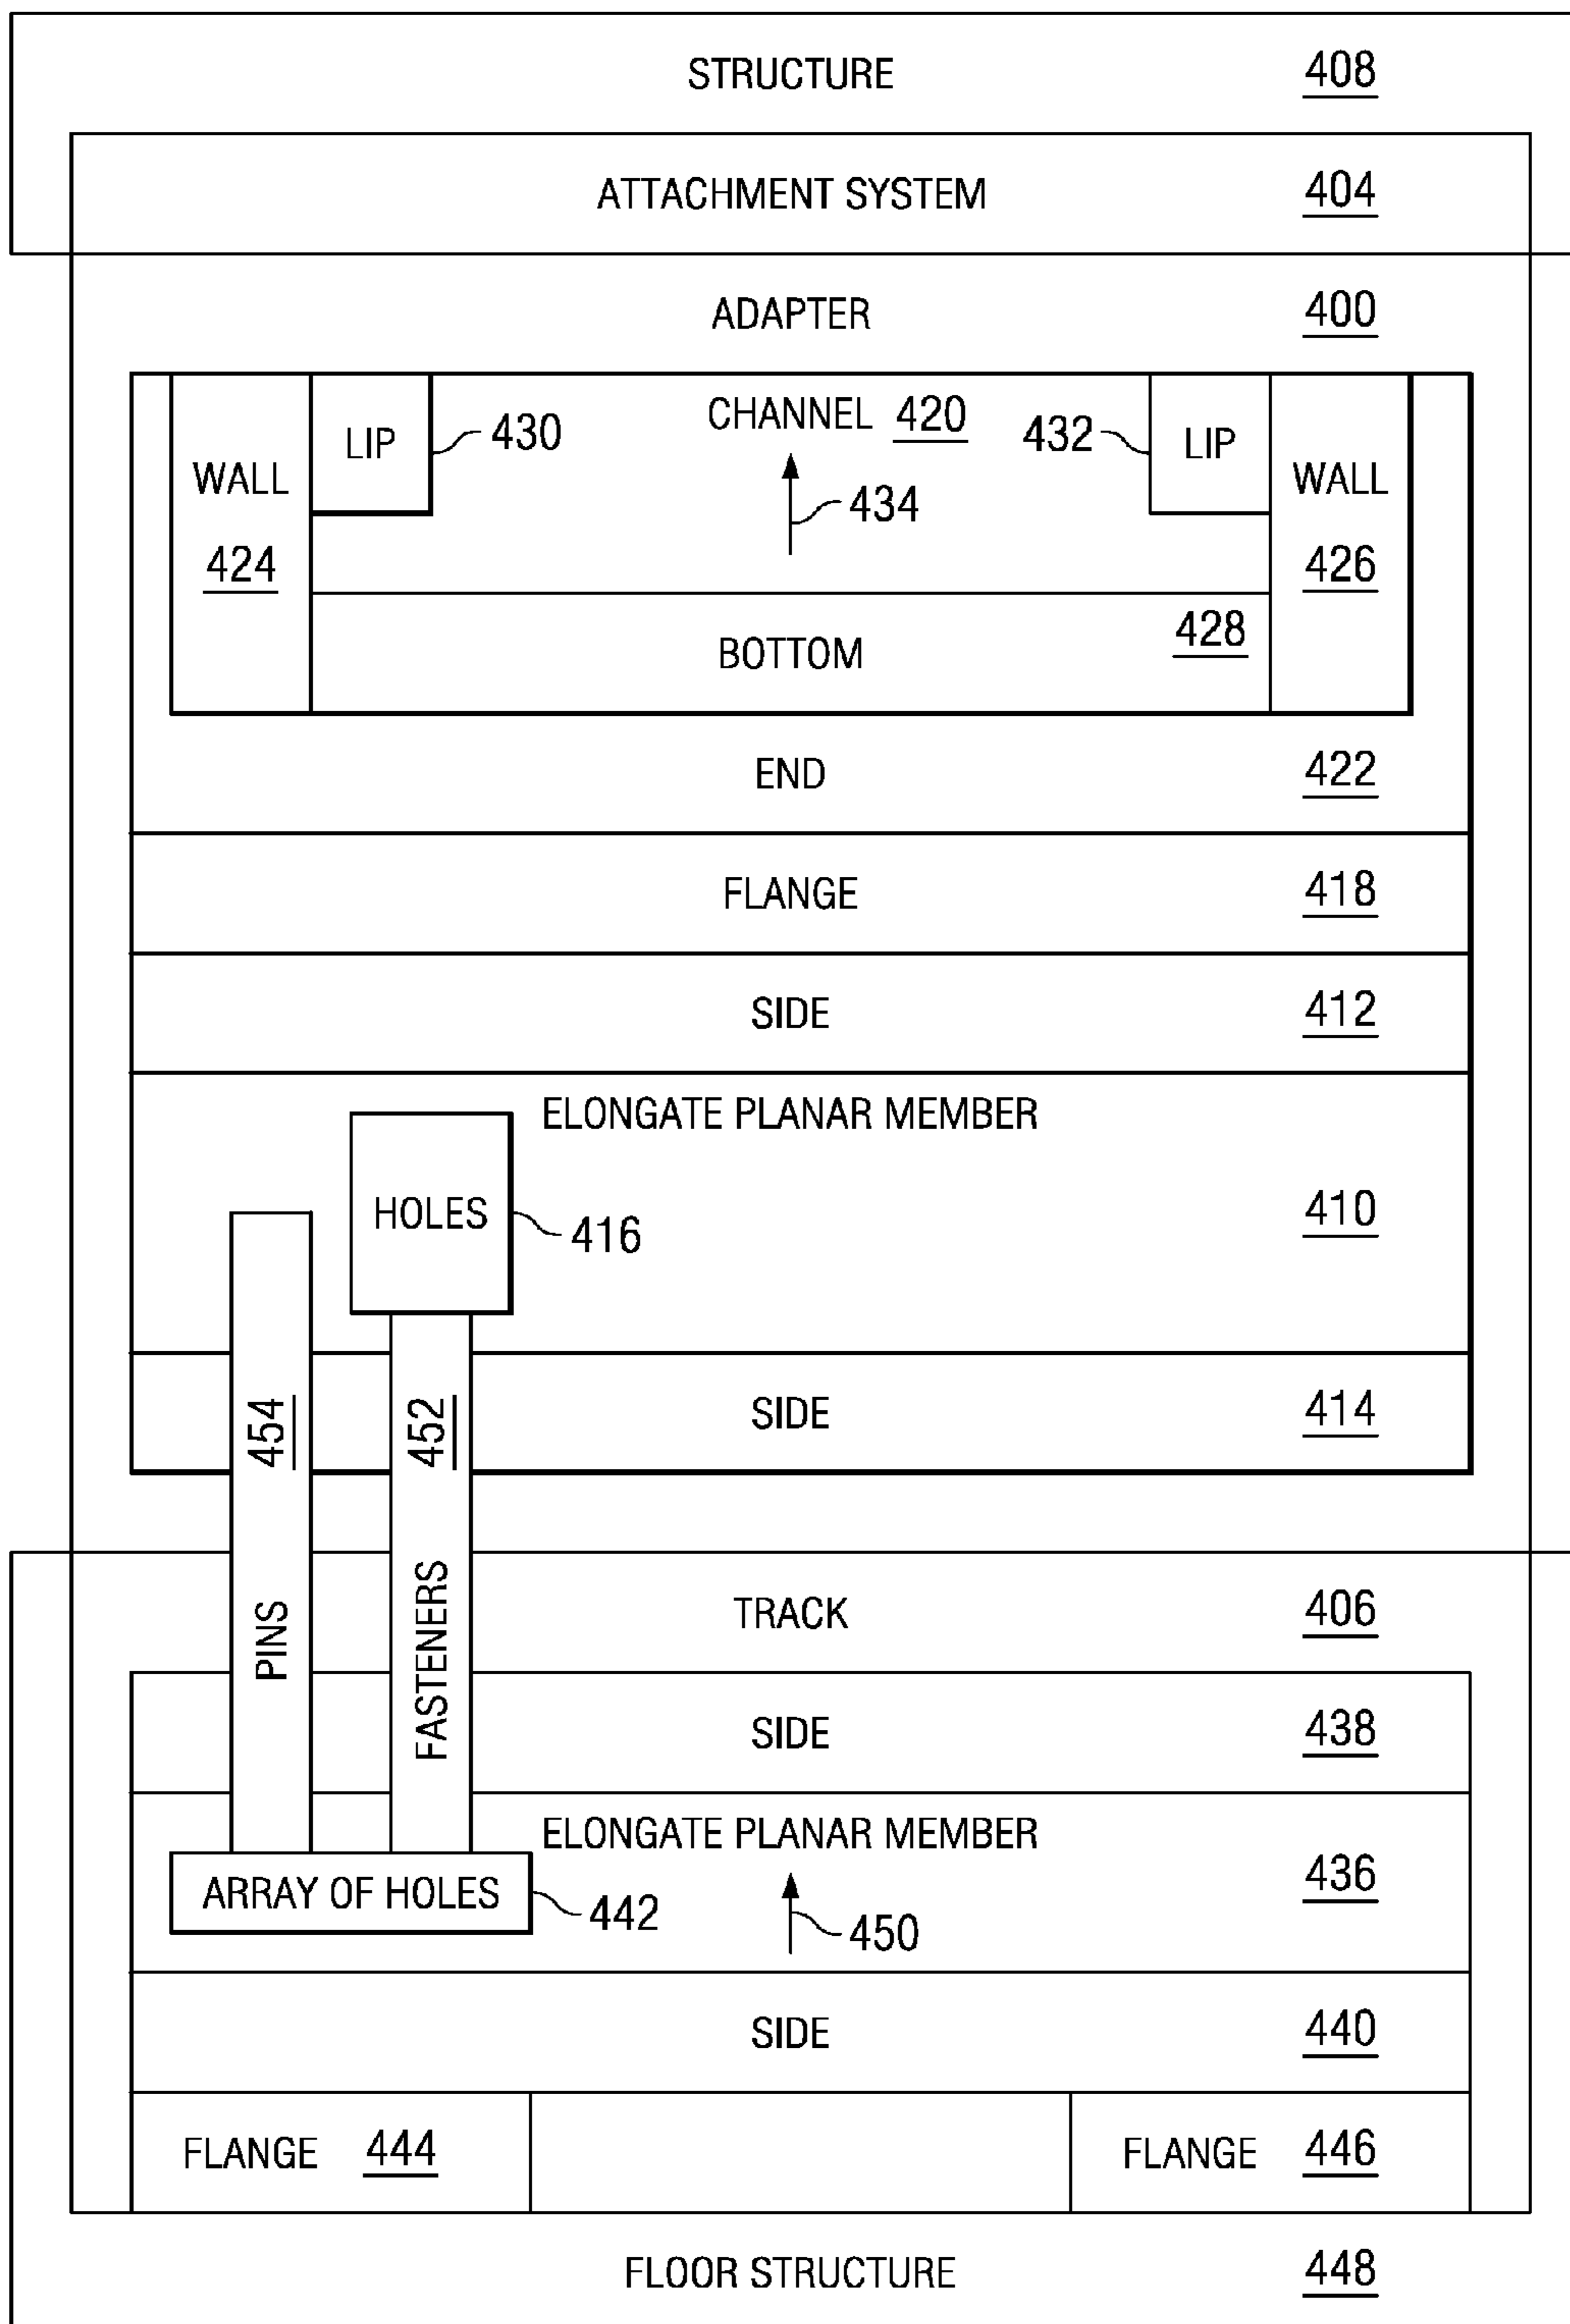 STRUCTURE 408
ATTACHMENT SYSTEM 404
ADAPTER 400
CHANNEL 420
LIP 430
432 LIP
WALL
WALL
434
424
426
428
BOTTOM
END 422
FLANGE 418
SIDE 412
ELONGATE PLANAR MEMBER
HOLES 416
410
454
452
SIDE 414
PINS
FASTENERS
TRACK 406
SIDE 438
ELONGATE PLANAR MEMBER
436
ARRAY OF HOLES 442
450
SIDE 440
FLANGE 444
FLANGE 446
FLOOR STRUCTURE 448